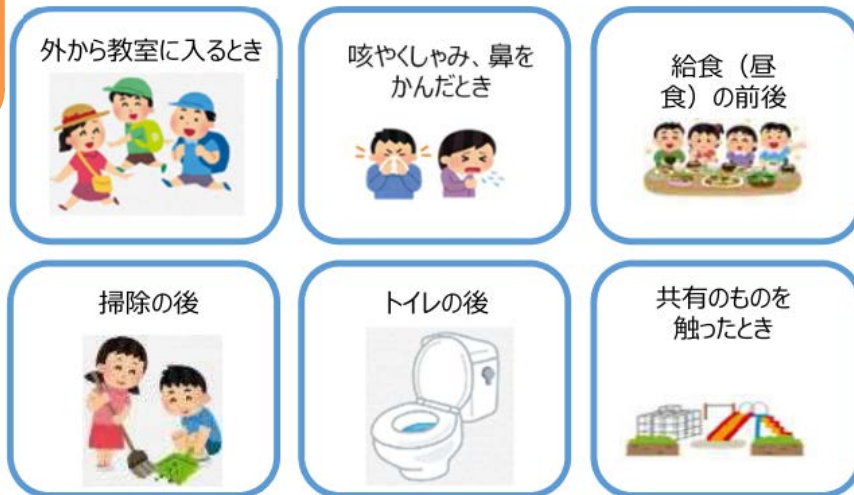 外から教室に入るとき
咳やくしゃみ、鼻を
かんだとき
給食（昼
食）の前後
掃除の後
トイレの後
共有のものを
触ったとき